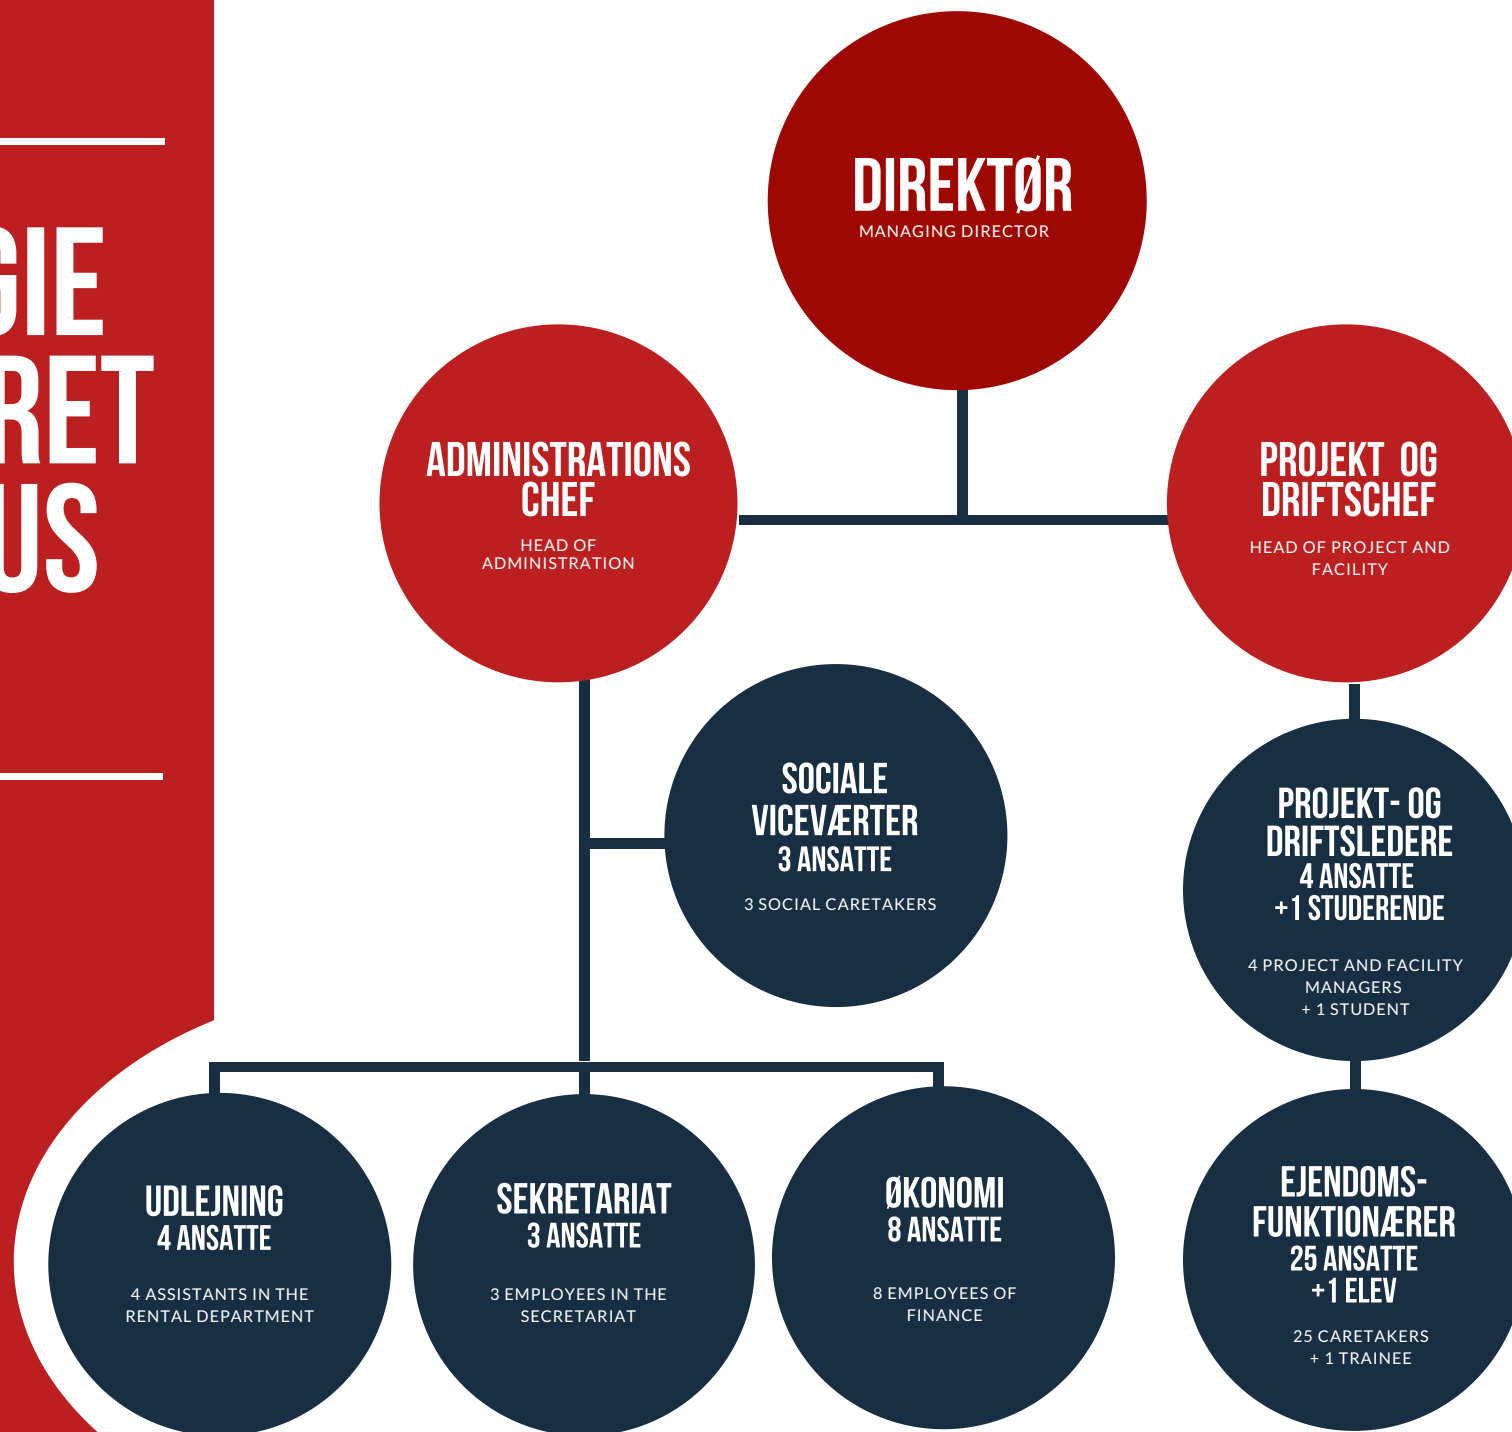 GIE
RET
US
DIREKTØR
MANAGING DIRECTOR
ADMINISTRATIONS
CHEF
HEAD OF
ADMINISTRATION
PROJEKT OG
DRIFTSCHEF
HEAD OF PROJECT AND
FACILITY
SOCIALE
VICEVÆRTER
3 ANSATTE
3 SOCIAL CARETAKERS
PROJEKT- OG
DRIFTSLEDERE
4 ANSATTE
+1 STUDERENDE
4 PROJECT AND FACILITY
MANAGERS
+ 1 STUDENT
UDLEJNING
4 ANSATTE
4 ASSISTANTS IN THE
RENTAL DEPARTMENT
SEKRETARIAT
3 ANSATTE
3 EMPLOYEES IN THE
SECRETARIAT
ØKONOMI
8 ANSATTE
8 EMPLOYEES OF
FINANCE
EJENDOMS-
FUNKTIONÆRER
25 ANSATTE
+1 ELEV
25 CARETAKERS
+ 1 TRAINEE